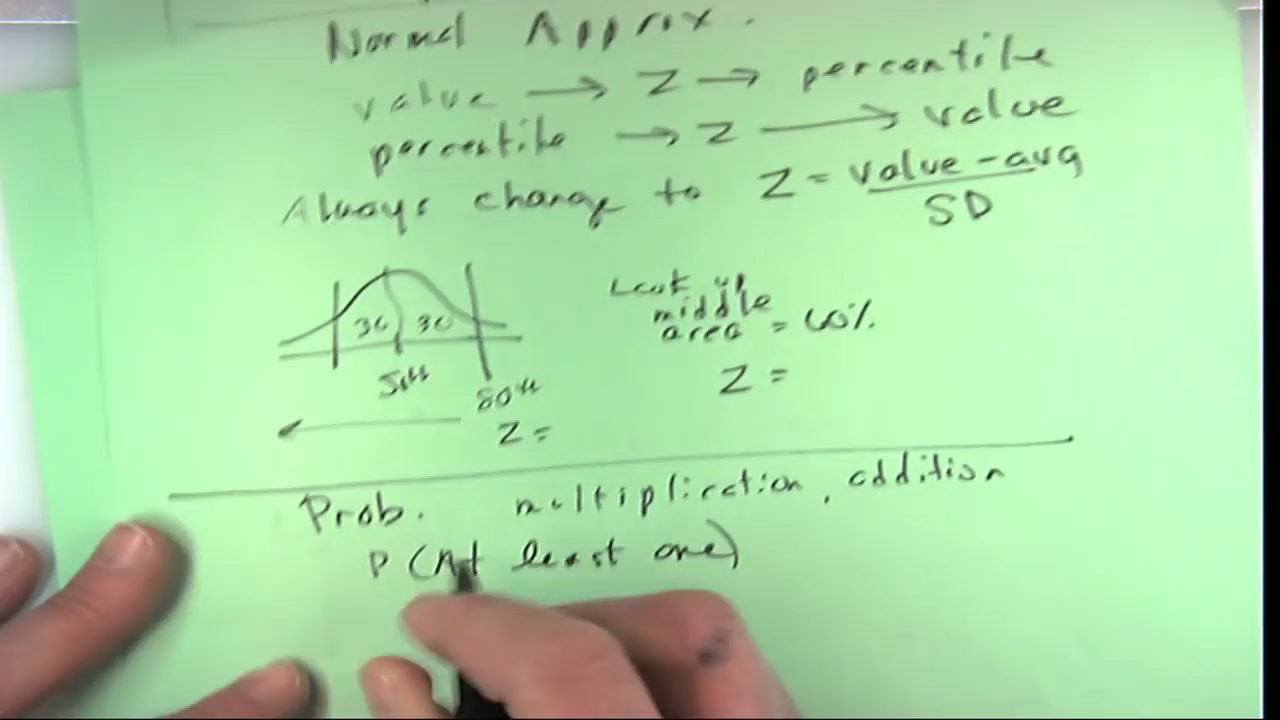 Normal Approx.
value → Z → percentile
percentile → Z → value
Always change to Z = value - avg
SD
30 30
50th
80th
Z =
Look up
middle
area = 60%
Z =
Prob. multiplication, addition
P (At least one)